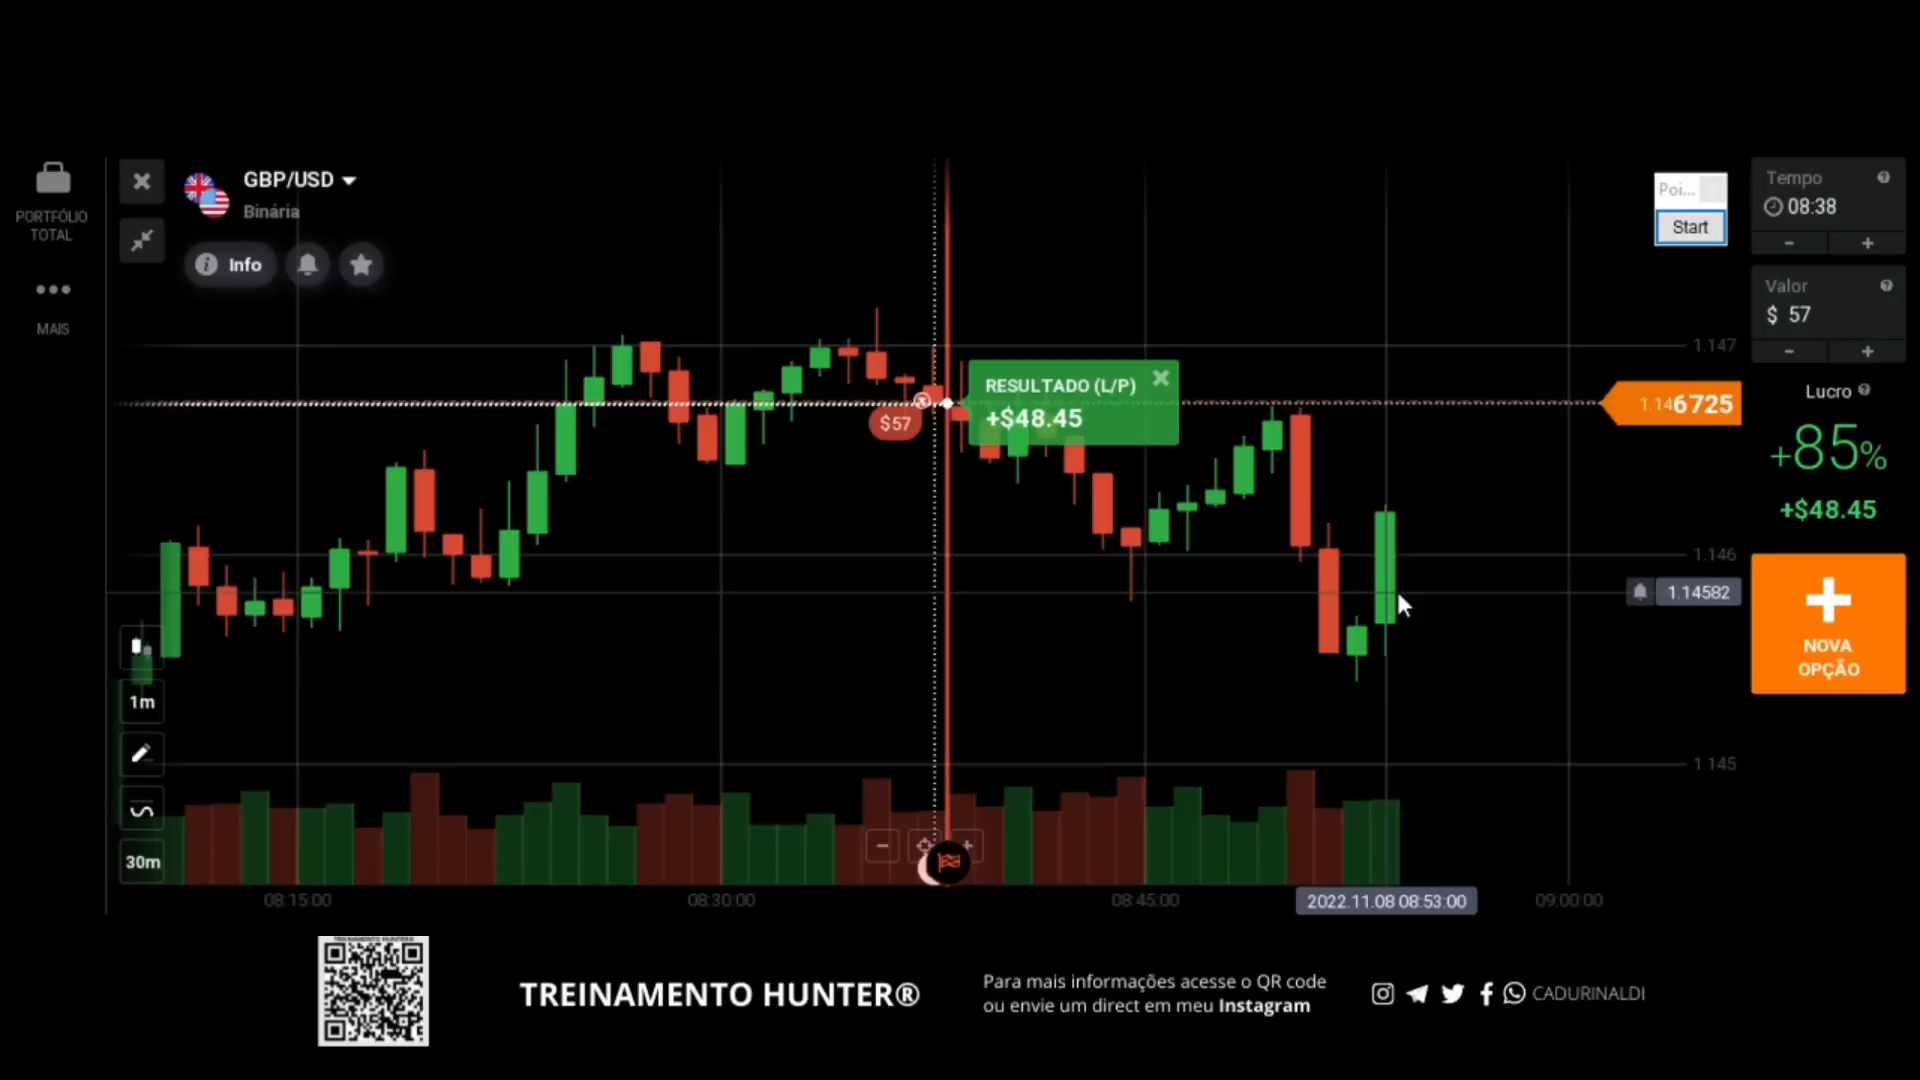 PORTFÓLIO
TOTAL
MAIS
GBP/USD
Binária
Info
Poi...
Start
Tempo
08:38
-
+
Valor
$ 57
-
+
Lucro
+85%
+$48.45
NOVA
OPÇÃO
RESULTADO (L/P)
+$48.45
$57
1.147
1.146725
1.146
1.14582
1.145
1m
30m
-
+
08:15:00
08:30:00
08:45:00
2022.11.08 08:53:00
09:00:00
TREINAMENTO HUNTER®
TREINAMENTO HUNTER®
Para mais informações acesse o QR code
ou envie um direct em meu Instagram
CADURINALDI